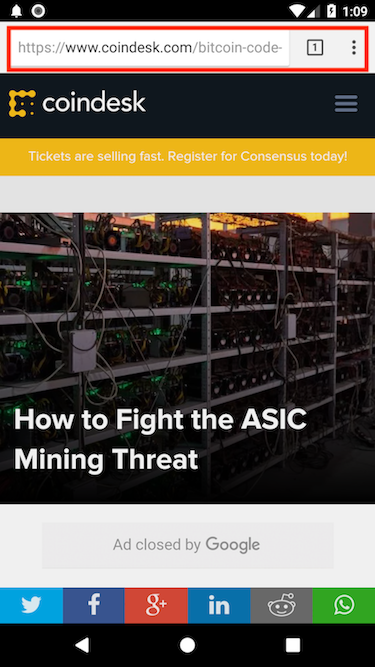 1:09
https://www.coindesk.com/bitcoin-code-
1
coindesk
Tickets are selling fast. Register for Consensus today!
How to Fight the ASIC
Mining Threat
Ad closed by Google
f
g+
in